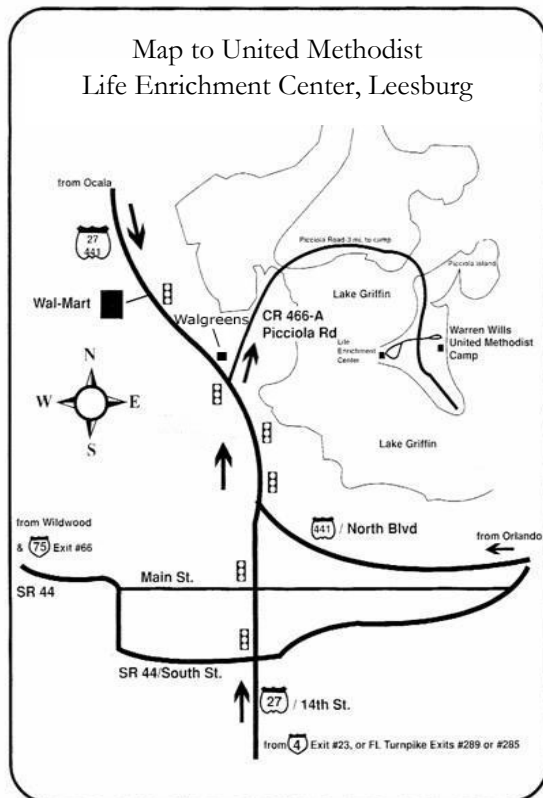 Map to United Methodist
Life Enrichment Center, Leesburg
from Ocala
27
441
Picciola Road-3 mi. to camp
Picciola Island
Wal-Mart
Walgreens
CR 466-A
Picciola Rd
Lake Griffin
Life
Enrichment
Center
Warren Wills
United Methodist
Camp
N
W
E
S
Lake Griffin
from Wildwood
& 75 Exit #66
441 / North Blvd
from Orlando
SR 44
Main St.
SR 44/South St.
27 / 14th St.
from 4 Exit #23, or FL Turnpike Exits #289 or #285